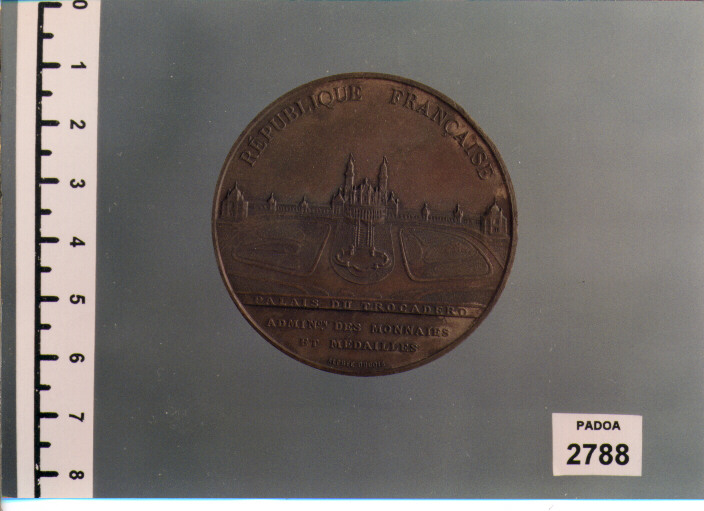 RÉPUBLIQUE FRANÇAISE
PALAIS DU TROCADERO
ADMINON DES MONNAIES
ET MÉDAILLES
0
1
2
3
4
5
6
7
8
PADOA
2788